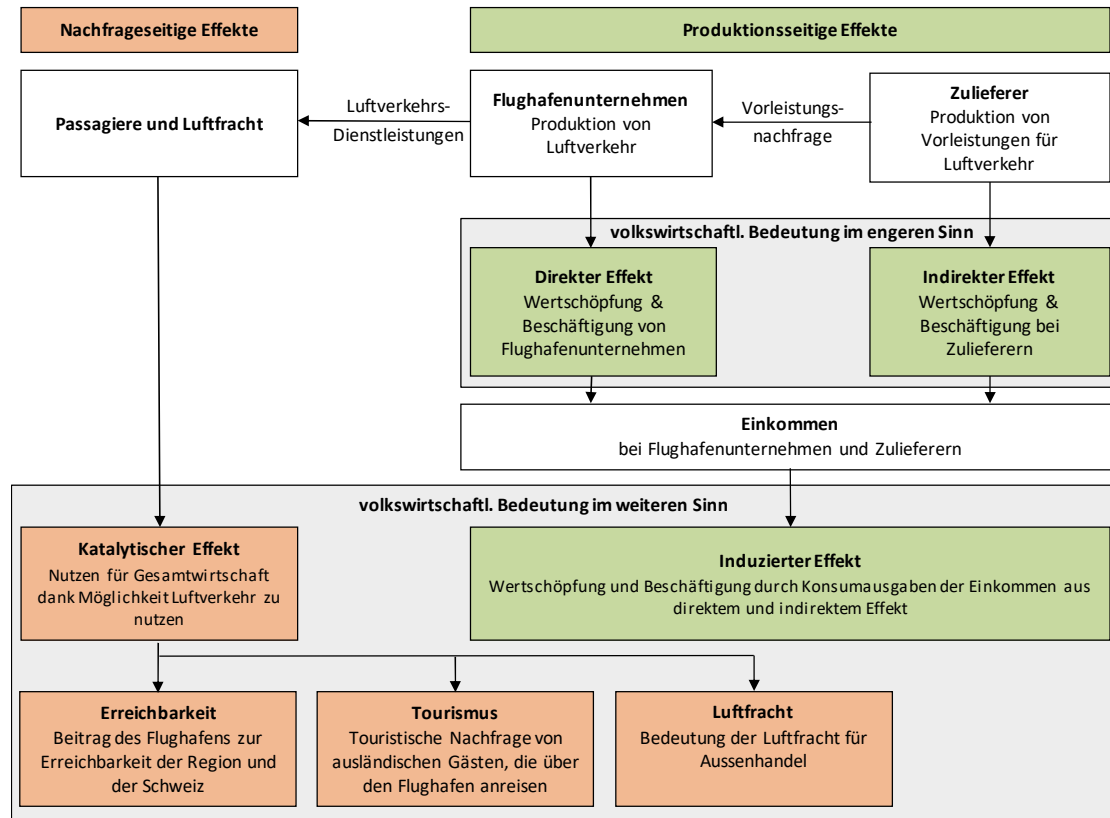 Nachfrageseitige Effekte
Produktionsseitige Effekte
Passagiere und Luftfracht
Luftverkehrs-
Dienstleistungen
Flughafenunternehmen
Produktion von
Luftverkehr
Vorleistungs-
nachfrage
Zulieferer
Produktion von
Vorleistungen für
Luftverkehr
volkswirtschaftl. Bedeutung im engeren Sinn
Direkter Effekt
Wertschöpfung &
Beschäftigung von
Flughafenunternehmen
Indirekter Effekt
Wertschöpfung &
Beschäftigung bei
Zulieferern
Einkommen
bei Flughafenunternehmen und Zulieferern
volkswirtschaftl. Bedeutung im weiteren Sinn
Katalytischer Effekt
Nutzen für Gesamtwirtschaft
dank Möglichkeit Luftverkehr zu
nutzen
Induzierter Effekt
Wertschöpfung und Beschäftigung durch Konsumausgaben der Einkommen aus
direktem und indirektem Effekt
Erreichbarkeit
Beitrag des Flughafens zur
Erreichbarkeit der Region und
der Schweiz
Tourismus
Touristische Nachfrage von
ausländischen Gästen, die über
den Flughafen anreisen
Luftfracht
Bedeutung der Luftfracht für
Aussenhandel